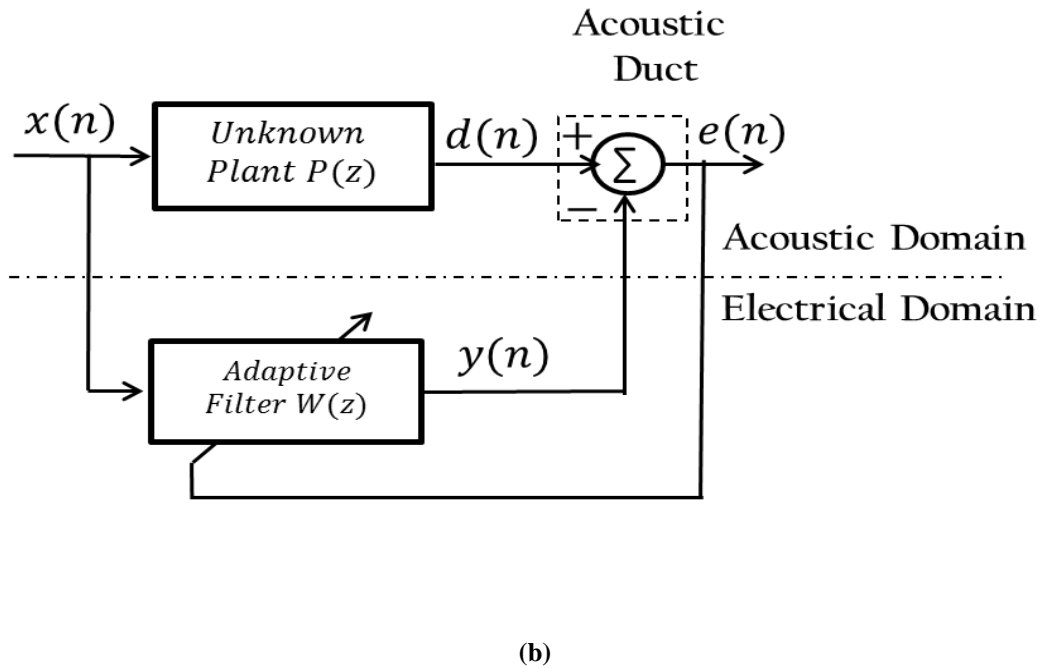 Acoustic
Duct
x(n)
Unknown
Plant P(z)
d(n)
+
Σ
e(n)
−
Acoustic Domain
Electrical Domain
Adaptive
Filter W(z)
y(n)
(b)